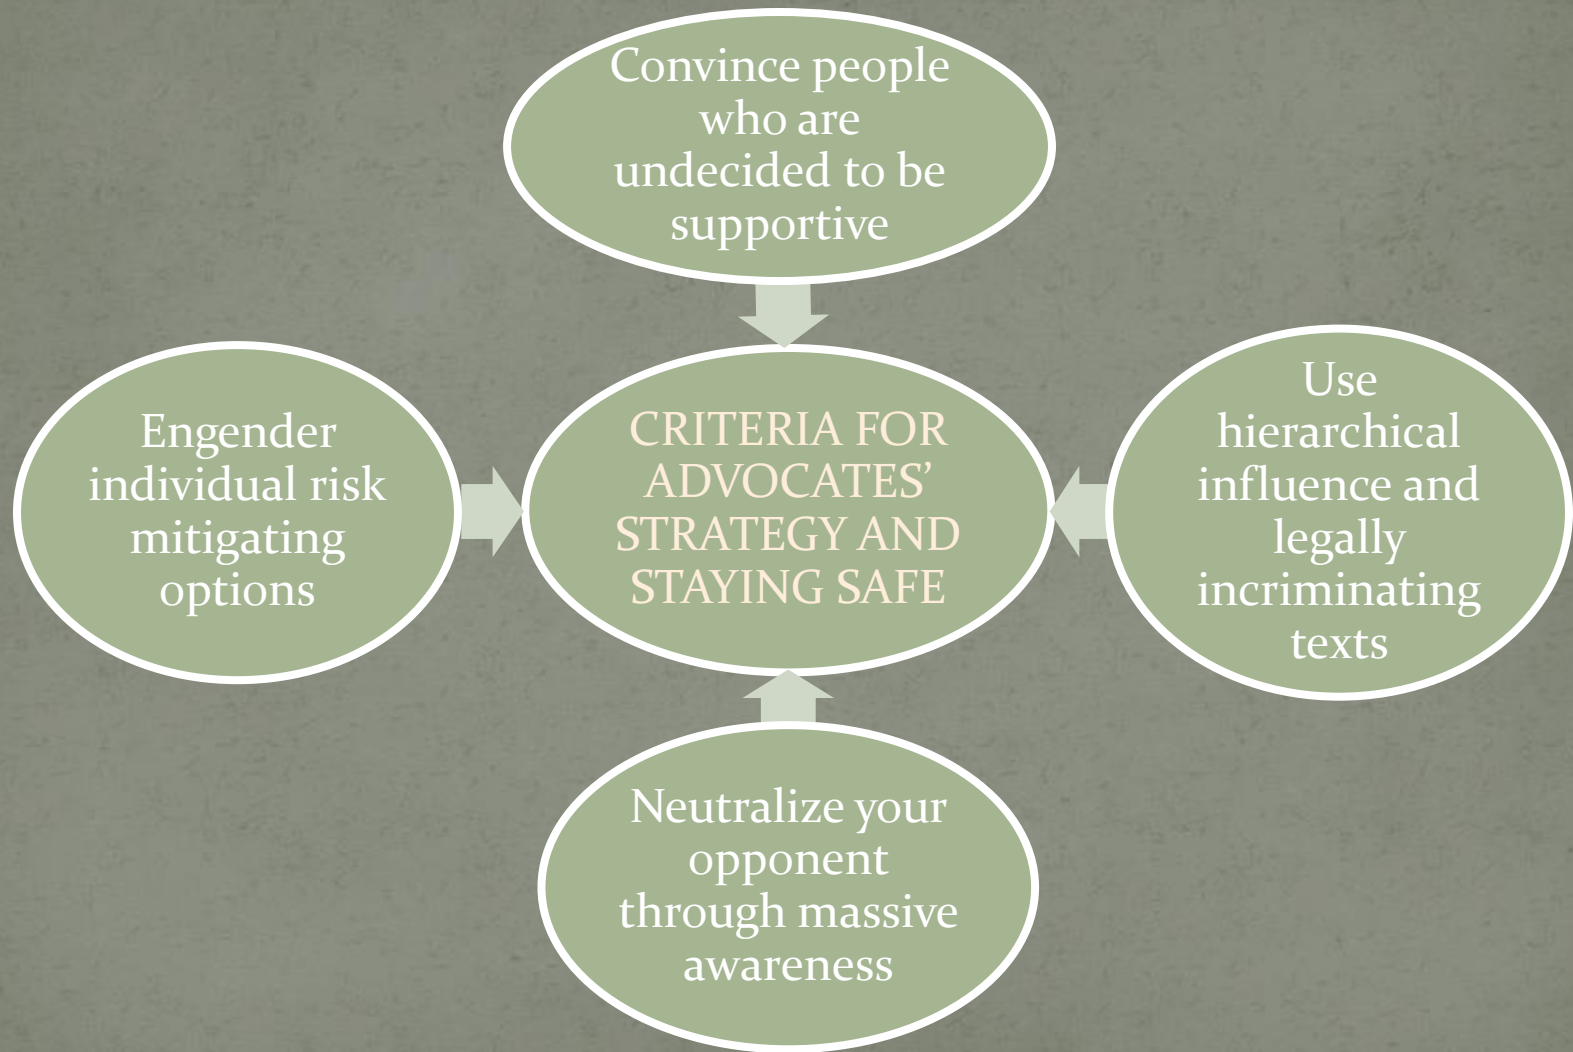 Convince people
who are
undecided to be
supportive
Engender
individual risk
mitigating
options
CRITERIA FOR
ADVOCATES’
STRATEGY AND
STAYING SAFE
Use
hierarchical
influence and
legally
incriminating
texts
Neutralize your
opponent
through massive
awareness